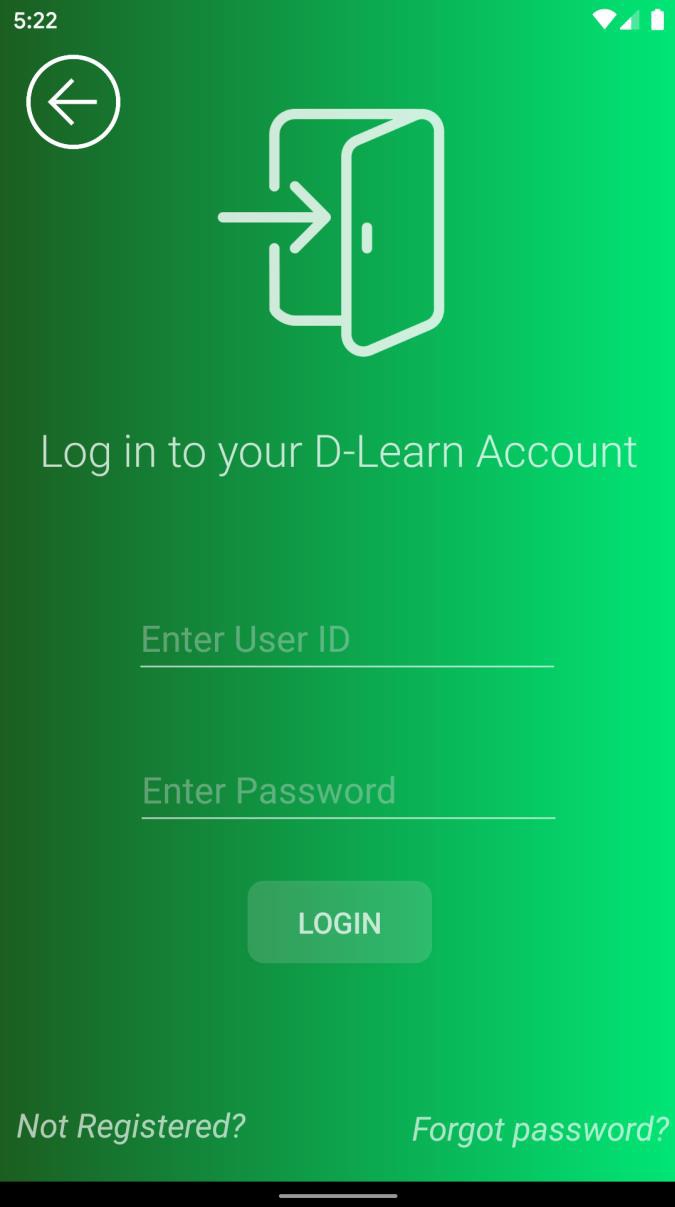 5:22
Log in to your D-Learn Account
Enter User ID
Enter Password
LOGIN
Not Registered?
Forgot password?